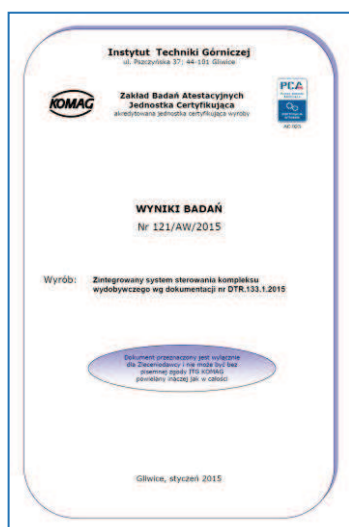 Instytut Techniki Górniczej
ul. Pszczyńska 37; 44-101 Gliwice
KOMAG
Zakład Badań Atestacyjnych
Jednostka Certyfikująca
akredytowana jednostka certyfikująca wyroby
PCA
WYNIKI BADAŃ
Nr 121/AW/2015
Wyrób: Zintegrowany system sterowania kompleksu
wydobywczego wg dokumentacji nr DTR.133.1.2015
Dokument przeznaczony jest wyłącznie
dla Zleceniodawcy i nie może być bez
pisemnej zgody ITG KOMAG
powielany inaczej jak w całości
Gliwice, styczeń 2015